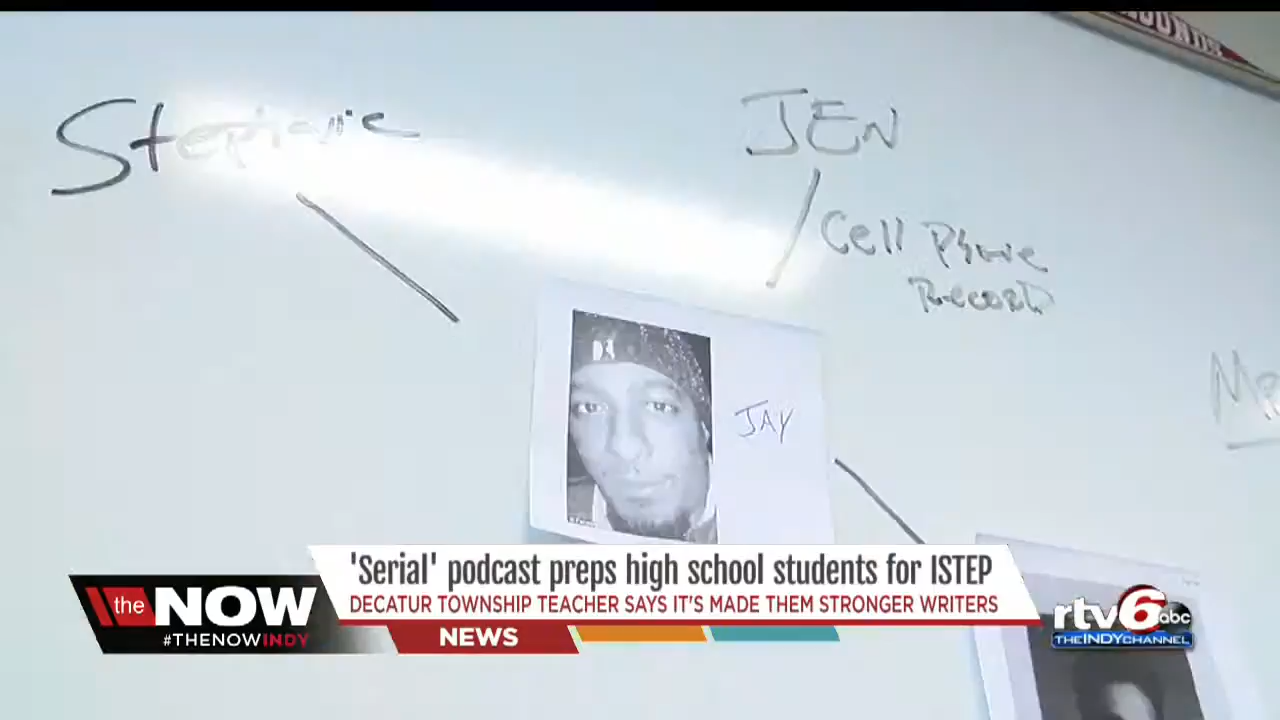 Stephanie
JEN
Cell Phone
Record
JAY
'Serial' podcast preps high school students for ISTEP
DECATUR TOWNSHIP TEACHER SAYS IT'S MADE THEM STRONGER WRITERS
the NOW
#THENOWINDY
NEWS
rtv6 abc
THEINDYCHANNEL